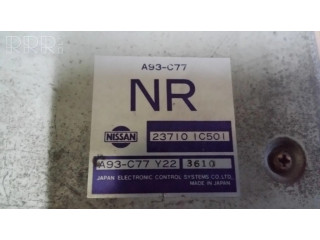 A93-C77
NR
NISSAN
23710 1C501
A93-C77 Y22 3610
JAPAN ELECTRONIC CONTROL SYSTEMS CO.,LTD.
MADE IN JAPAN